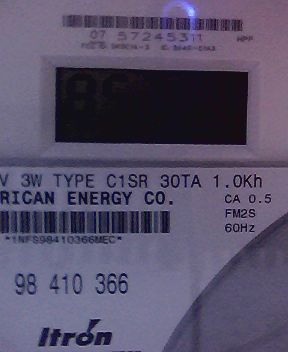 07 57245311
V 3W TYPE C1SR 30TA 1.0Kh
RICAN ENERGY CO.
CA 0.5
FM2S
60Hz
*1NFS98410366MEC*
98 410 366
Itrón